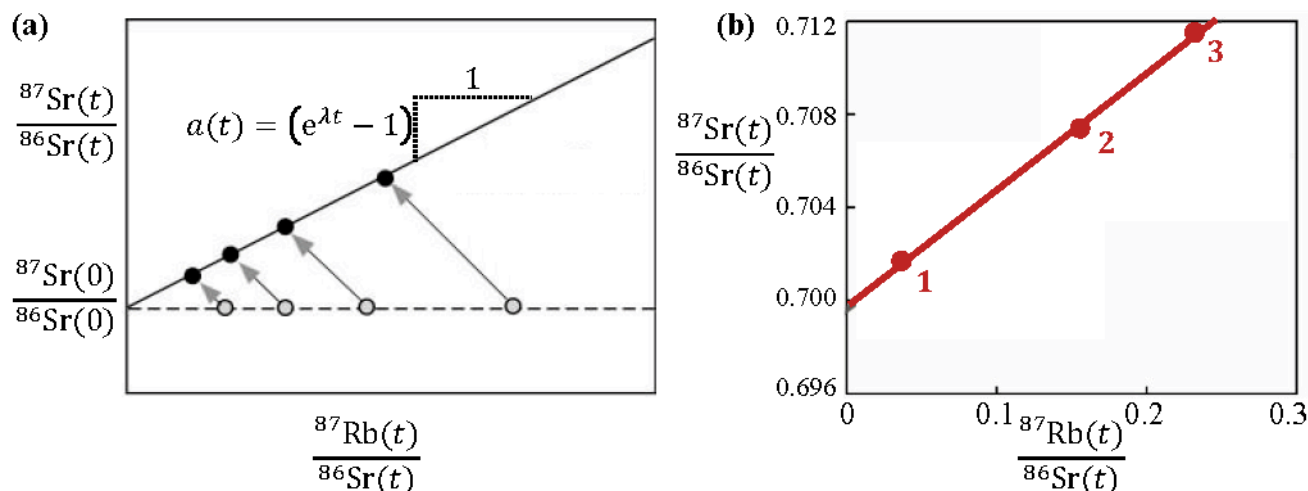 (a)
⁸⁷Sr(t)
⁸⁶Sr(t)
a(t) = (e^λt − 1)
1
⁸⁷Sr(0)
⁸⁶Sr(0)
⁸⁷Rb(t)
⁸⁶Sr(t)
(b)
⁸⁷Sr(t)
⁸⁶Sr(t)
0.712
0.708
0.704
0.700
0.696
1
2
3
0
0.1
0.2
0.3
⁸⁷Rb(t)
⁸⁶Sr(t)